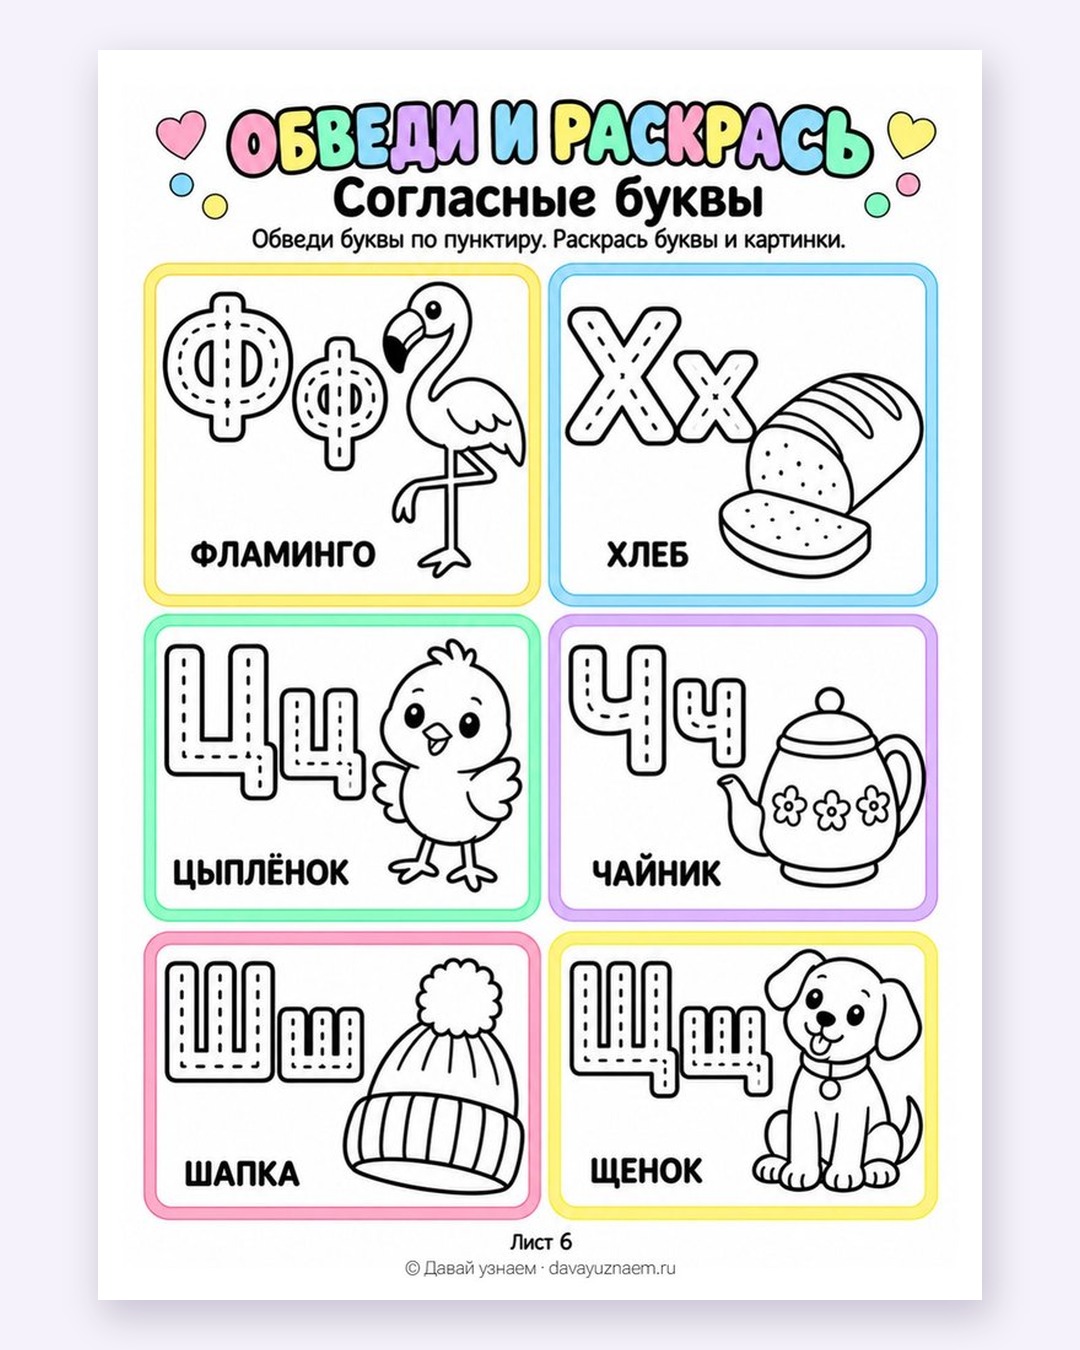 ОБВЕДИ И РАСКРАСЬ
Согласные буквы
Обведи буквы по пунктиру. Раскрась буквы и картинки.
Фф
ФЛАМИНГО
Хх
ХЛЕБ
Цц
ЦЫПЛЁНОК
Чч
ЧАЙНИК
Шш
ШАПКА
Щщ
ЩЕНОК
Лист 6
© Давай узнаем · davayuznaem.ru